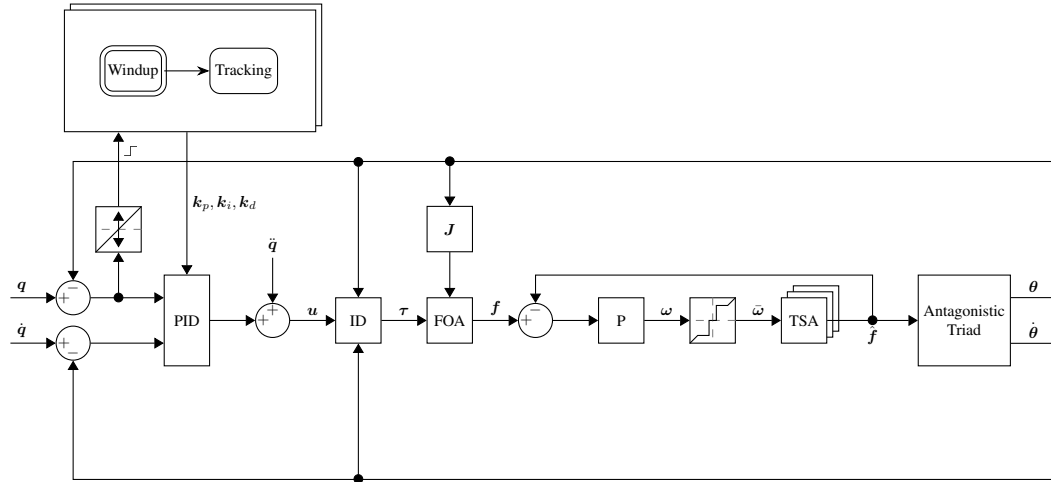 Windup
Tracking
k_p, k_i, k_d
J
q̈
q
− + −
θ
+
+ +
PID
u
ID
τ
FOA
f
+
P
ω
ω̄
TSA
f̂
Antagonistic
Triad
q̇
+ −
θ̇